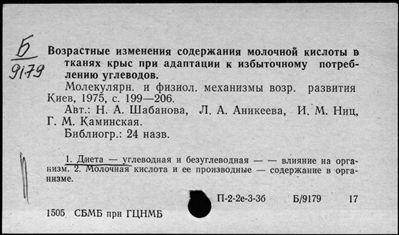 Б
9179
Возрастные изменения содержания молочной кислоты в
тканях крыс при адаптации к избыточному потреб-
лению углеводов.
Молекулярн. и физиол. механизмы возр. развития
Киев, 1975, с. 199—206.
Авт.: Н. А. Шабанова, Л. А. Аникеева, И. М. Ниц,
Г. М. Каминская.
Библиогр.: 24 назв.
1. Диета — углеводная и безуглеводная — — влияние на орга-
низм. 2. Молочная кислота и ее производные — содержание в орга-
низме.
П-2-2е-3-3б Б/9179 17
1505 СБМБ при ГЦНМБ